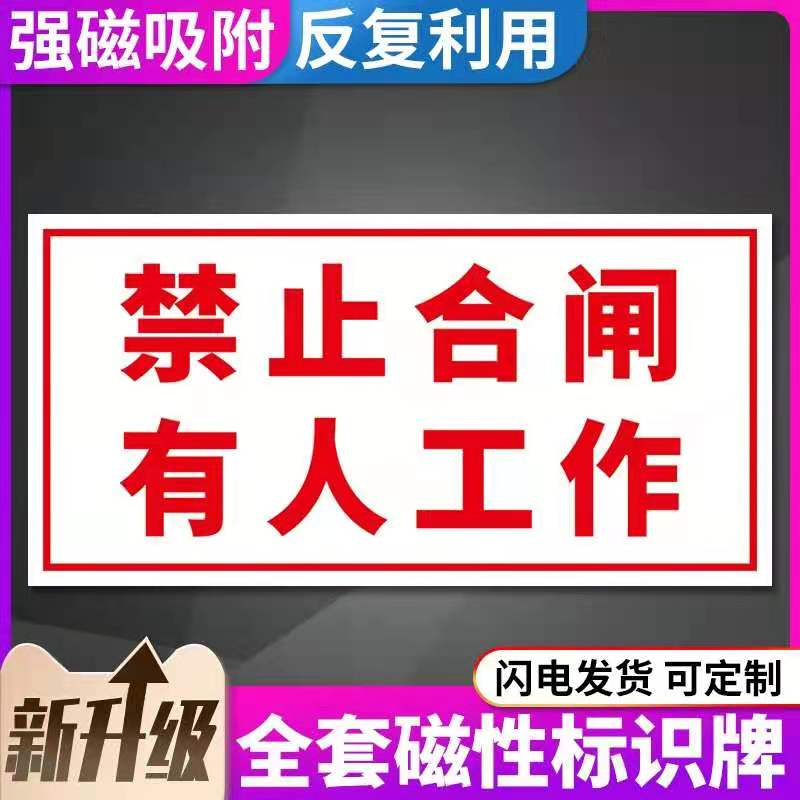 强磁吸附 反复利用
禁止合闸
有人工作
闪电发货 可定制
新升级
全套磁性标识牌